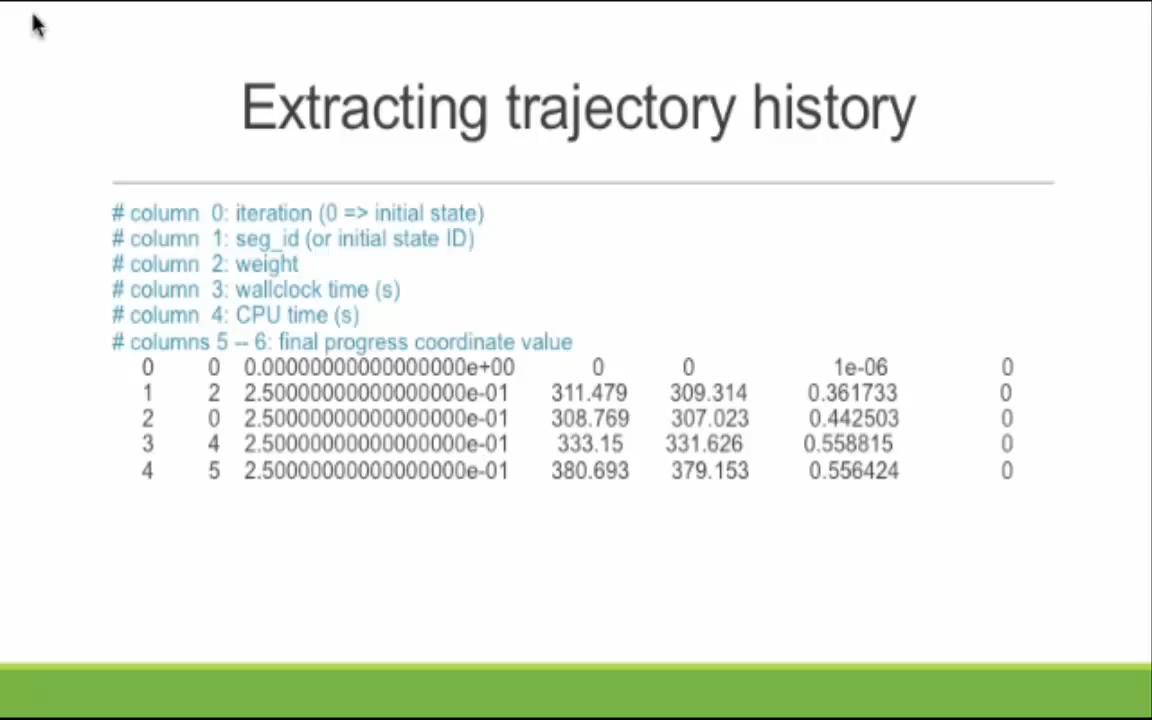 Extracting trajectory history
# column  0: iteration (0 => initial state)
# column  1: seg_id (or initial state ID)
# column  2: weight
# column  3: wallclock time (s)
# column  4: CPU time (s)
# columns 5 – 6: final progress coordinate value
0 0 0.00000000000000000e+00 0 0 1e-06 0
1 2 2.50000000000000000e-01 311.479 309.314 0.361733 0
2 0 2.50000000000000000e-01 308.769 307.023 0.442503 0
3 4 2.50000000000000000e-01 333.15 331.626 0.558815 0
4 5 2.50000000000000000e-01 380.693 379.153 0.556424 0